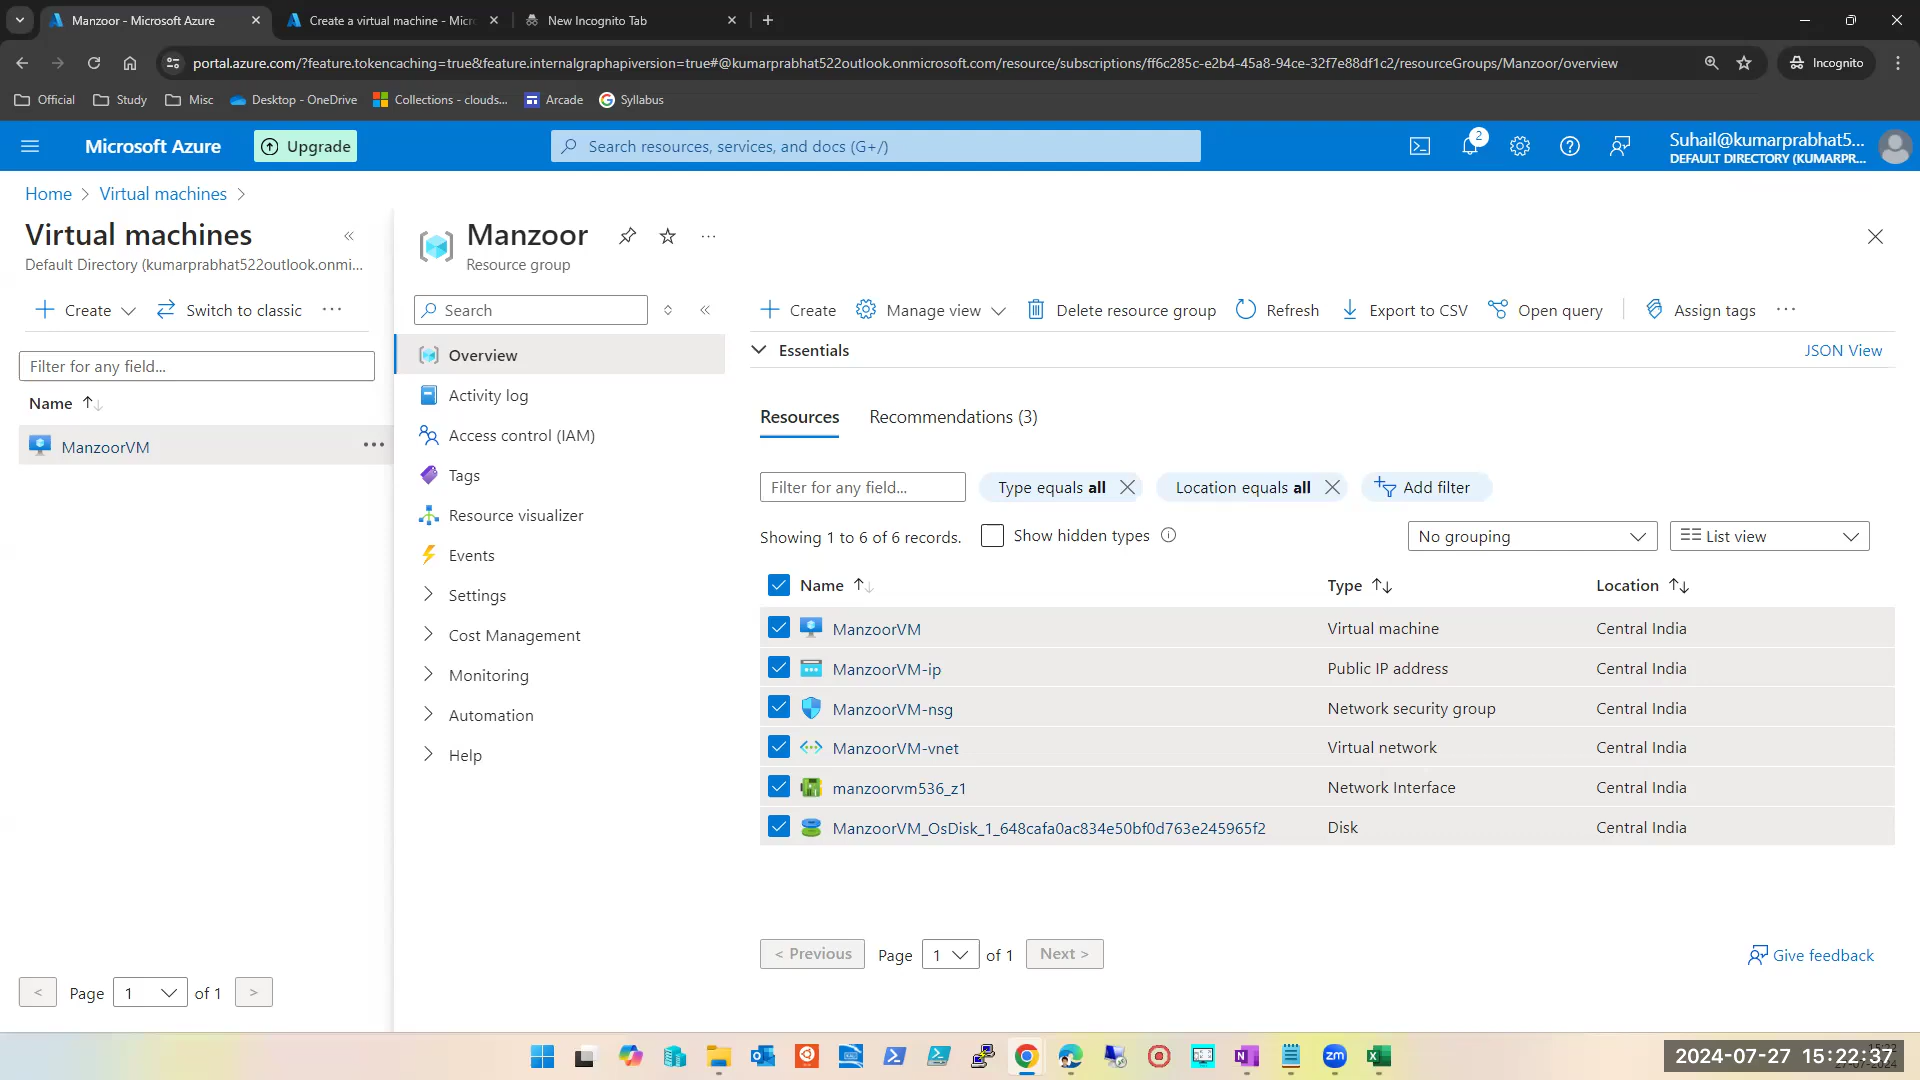 Manzoor - Microsoft Azure
Create a virtual machine - Micr
New Incognito Tab
portal.azure.com/?feature.tokencaching=true&feature.internalgraphapiversion=true#@kumarprabhat522outlook.onmicrosoft.com/resource/subscriptions/ff6c285c-e2b4-45a8-94ce-32f7e88df1c2/resourceGroups/Manzoor/overview
Incognito
Official
Study
Misc
Desktop - OneDrive
Collections - clouds...
Arcade
Syllabus
Microsoft Azure
Upgrade
Search resources, services, and docs (G+/)
2
Suhail@kumarprabhat5...
DEFAULT DIRECTORY (KUMARPR...
Home > Virtual machines >
Virtual machines
Default Directory (kumarprabhat522outlook.onmi...
Create
Switch to classic
Filter for any field...
Name
ManzoorVM
< Page 1 of 1 >
Manzoor
Resource group
Search
Overview
Activity log
Access control (IAM)
Tags
Resource visualizer
Events
Settings
Cost Management
Monitoring
Automation
Help
Create
Manage view
Delete resource group
Refresh
Export to CSV
Open query
Assign tags
Essentials
JSON View
Resources
Recommendations (3)
Filter for any field...
Type equals all
Location equals all
Add filter
Showing 1 to 6 of 6 records.
Show hidden types
No grouping
List view
Name Type Location
ManzoorVM Virtual machine Central India
ManzoorVM-ip Public IP address Central India
ManzoorVM-nsg Network security group Central India
ManzoorVM-vnet Virtual network Central India
manzoorvm536_z1 Network Interface Central India
ManzoorVM_OsDisk_1_648cafa0ac834e50bf0d763e245965f2 Disk Central India
< Previous Page 1 of 1 Next >
Give feedback
zm
2024-07-27 15:22:37